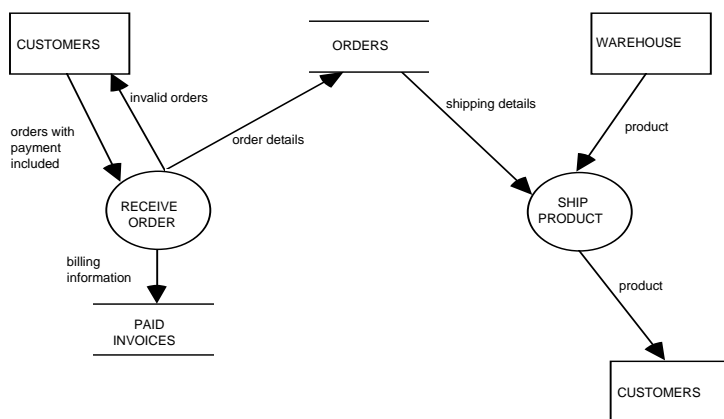 CUSTOMERS
ORDERS
WAREHOUSE
invalid orders
shipping details
orders with
payment
included
order details
product
RECEIVE
ORDER
SHIP
PRODUCT
billing
information
product
PAID
INVOICES
CUSTOMERS